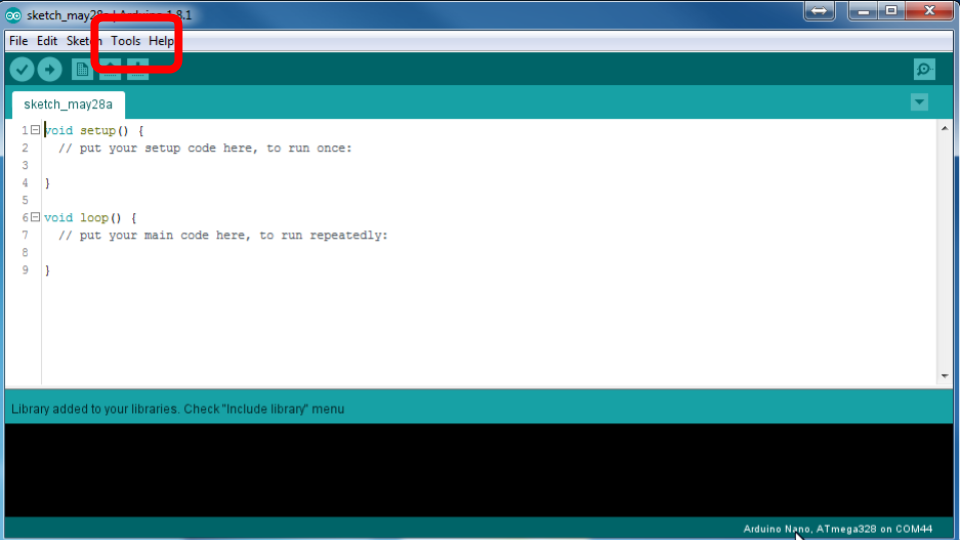 sketch_may28a | Arduino 1.8.1
File Edit Sketch Tools Help
sketch_may28a
1 void setup() {
2 // put your setup code here, to run once:
3
4 }
5
6 void loop() {
7 // put your main code here, to run repeatedly:
8
9 }
Library added to your libraries. Check "Include library" menu
Arduino Nano, ATmega328 on COM44